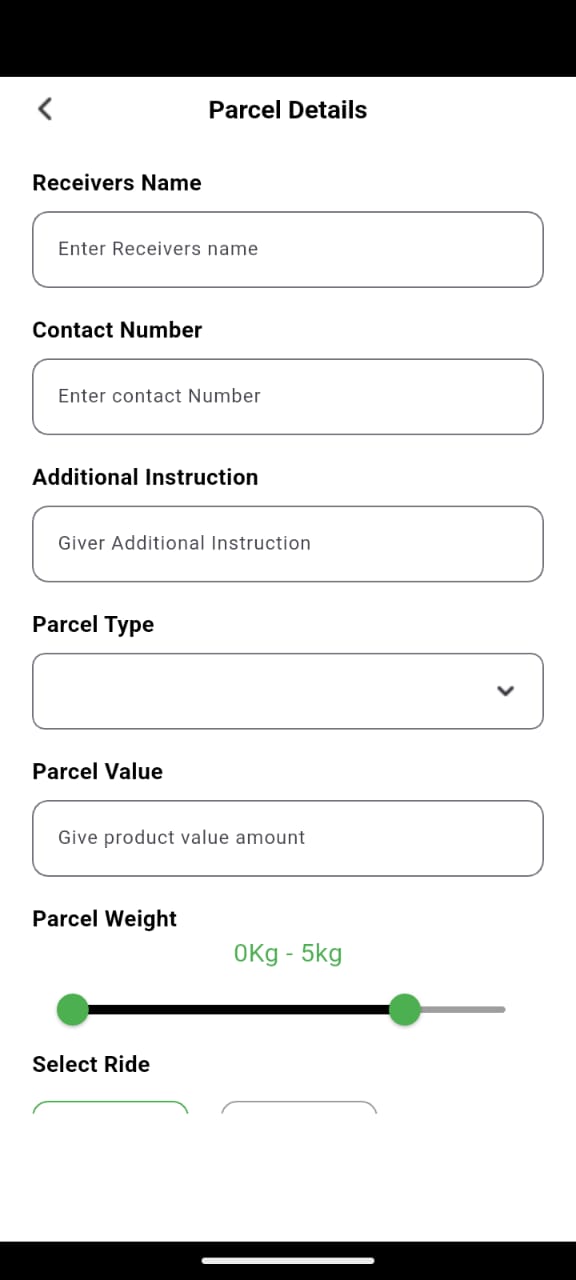 Parcel Details
Receivers Name
Enter Receivers name
Contact Number
Enter contact Number
Additional Instruction
Giver Additional Instruction
Parcel Type
Parcel Value
Give product value amount
Parcel Weight
0Kg - 5kg
Select Ride